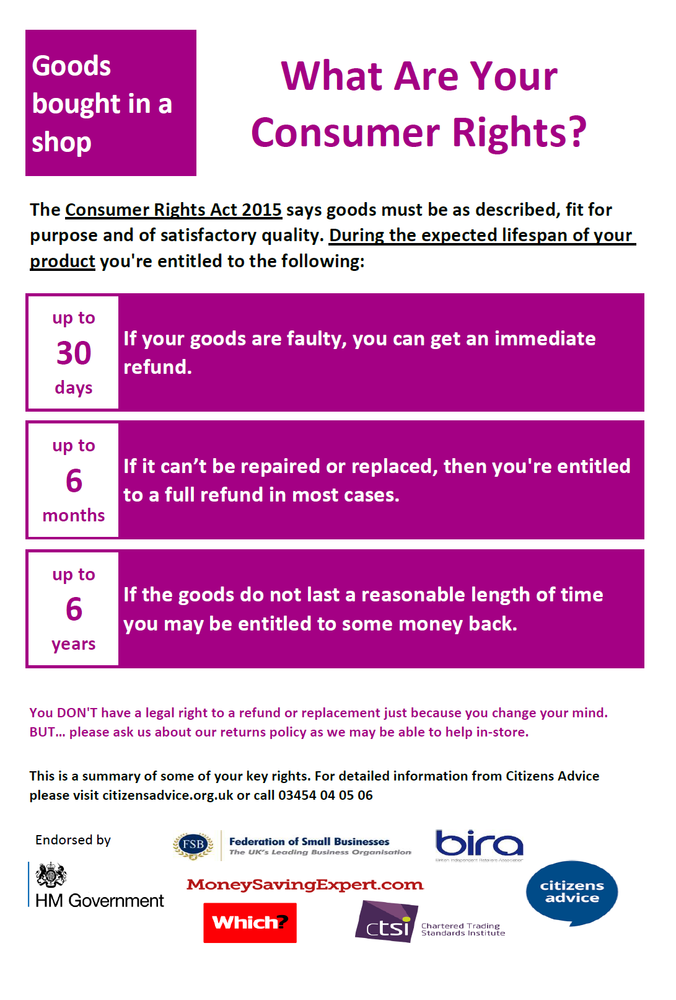 Goods
bought in a
shop
What Are Your
Consumer Rights?
The Consumer Rights Act 2015 says goods must be as described, fit for
purpose and of satisfactory quality. During the expected lifespan of your
product you're entitled to the following:
up to
30
days
If your goods are faulty, you can get an immediate
refund.
up to
6
months
If it can’t be repaired or replaced, then you're entitled
to a full refund in most cases.
up to
6
years
If the goods do not last a reasonable length of time
you may be entitled to some money back.
You DON'T have a legal right to a refund or replacement just because you change your mind.
BUT... please ask us about our returns policy as we may be able to help in-store.
This is a summary of some of your key rights. For detailed information from Citizens Advice
please visit citizensadvice.org.uk or call 03454 04 05 06
Endorsed by
FSB
Federation of Small Businesses
The UK's Leading Business Organisation
bira
British Independent Retailers Association
HM Government
MoneySavingExpert.com
citizens
advice
Which?
ctsi
Chartered Trading
Standards Institute